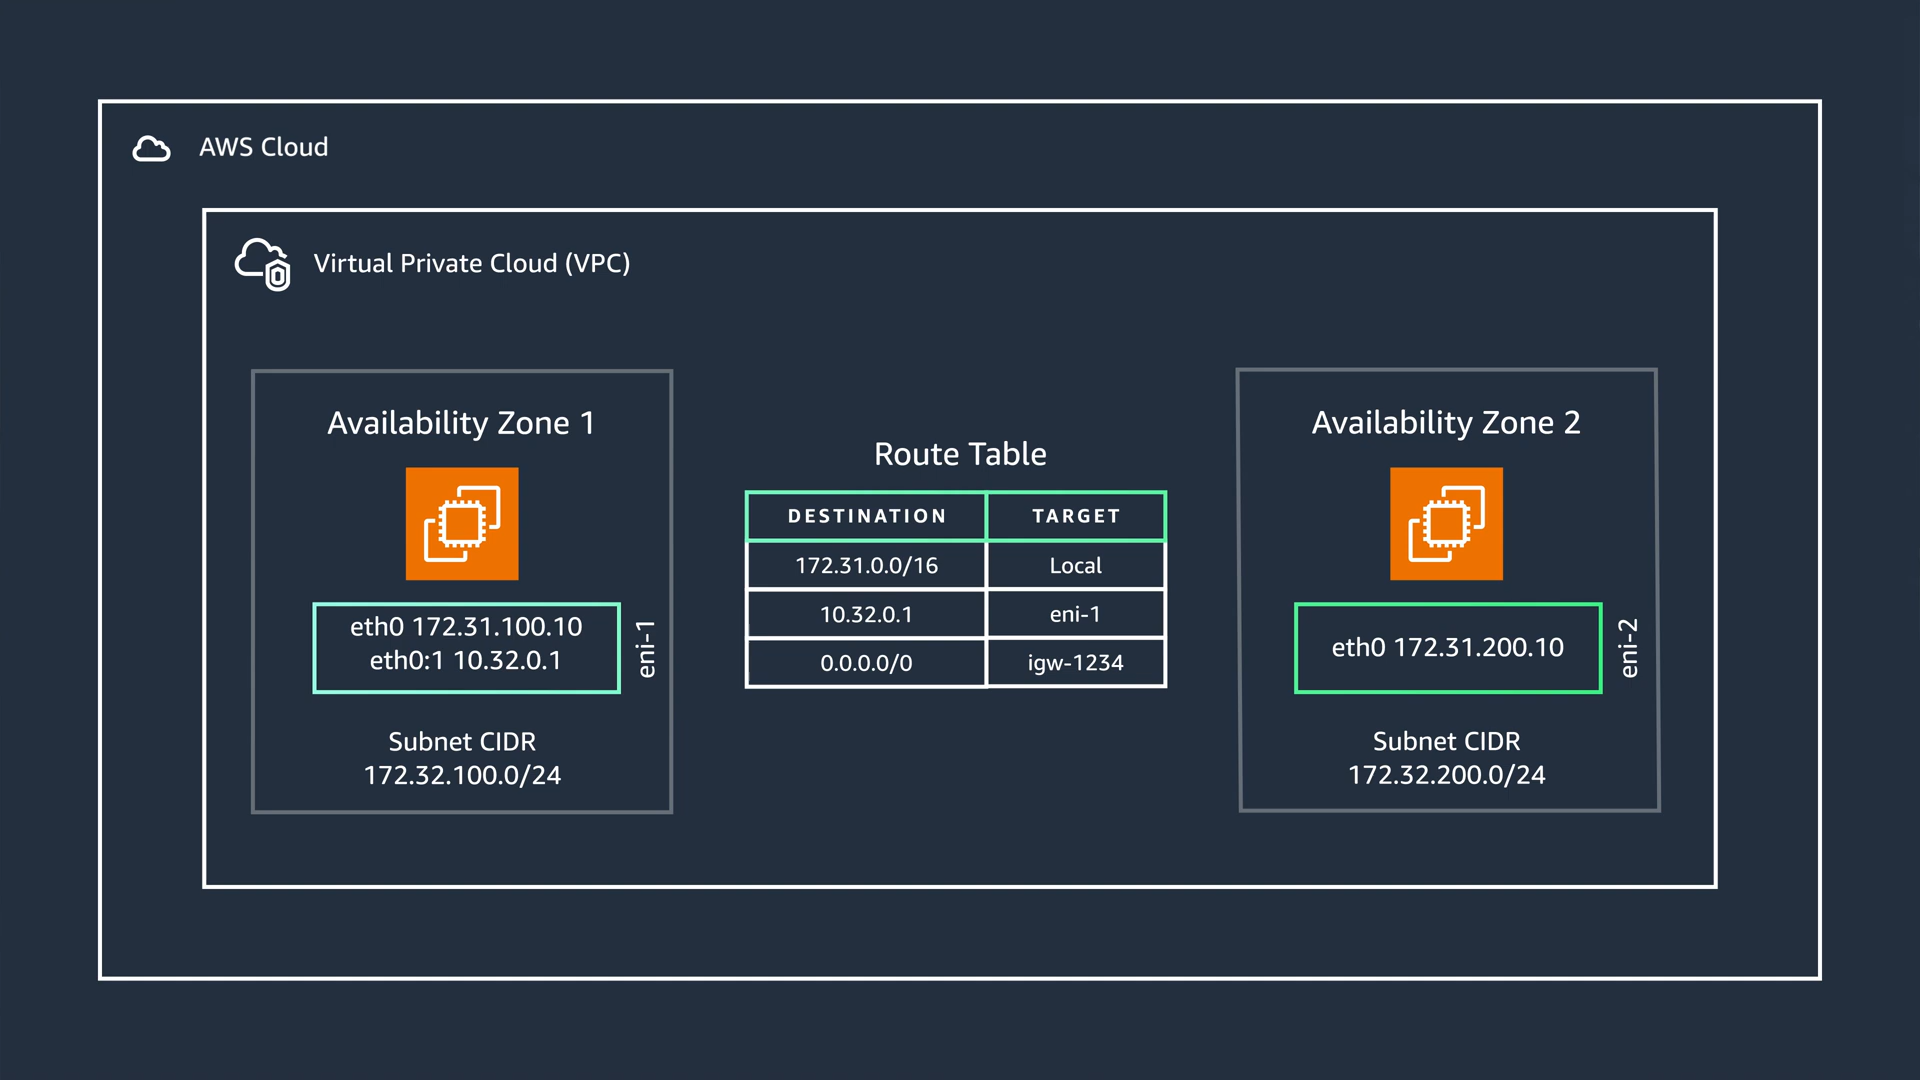 AWS Cloud
Virtual Private Cloud (VPC)
Availability Zone 1
eth0 172.31.100.10
eth0:1 10.32.0.1
eni-1
Subnet CIDR
172.32.100.0/24
Route Table
DESTINATION TARGET
172.31.0.0/16 Local
10.32.0.1 eni-1
0.0.0.0/0 igw-1234
Availability Zone 2
eth0 172.31.200.10
eni-2
Subnet CIDR
172.32.200.0/24